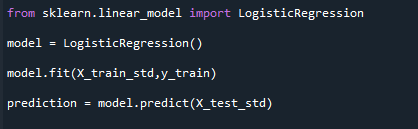 from sklearn.linear_model import LogisticRegression
model = LogisticRegression()
model.fit(X_train_std,y_train)
prediction = model.predict(X_test_std)